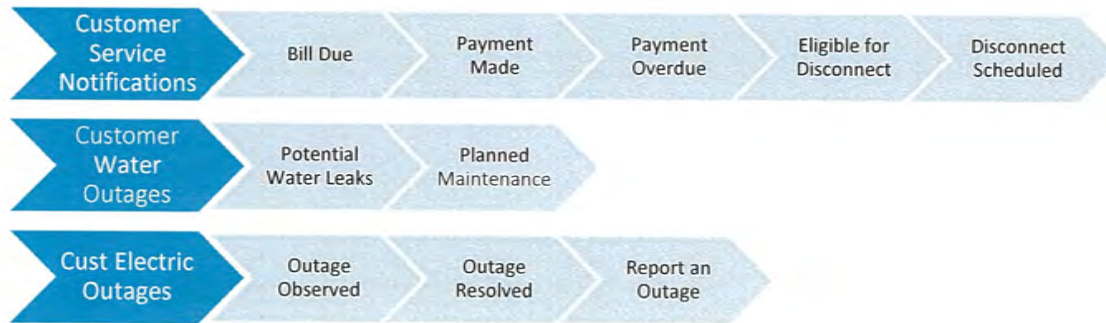 Customer
Service
Notifications
Bill Due
Payment
Made
Payment
Overdue
Eligible for
Disconnect
Disconnect
Scheduled
Customer
Water
Outages
Potential
Water Leaks
Planned
Maintenance
Cust Electric
Outages
Outage
Observed
Outage
Resolved
Report an
Outage